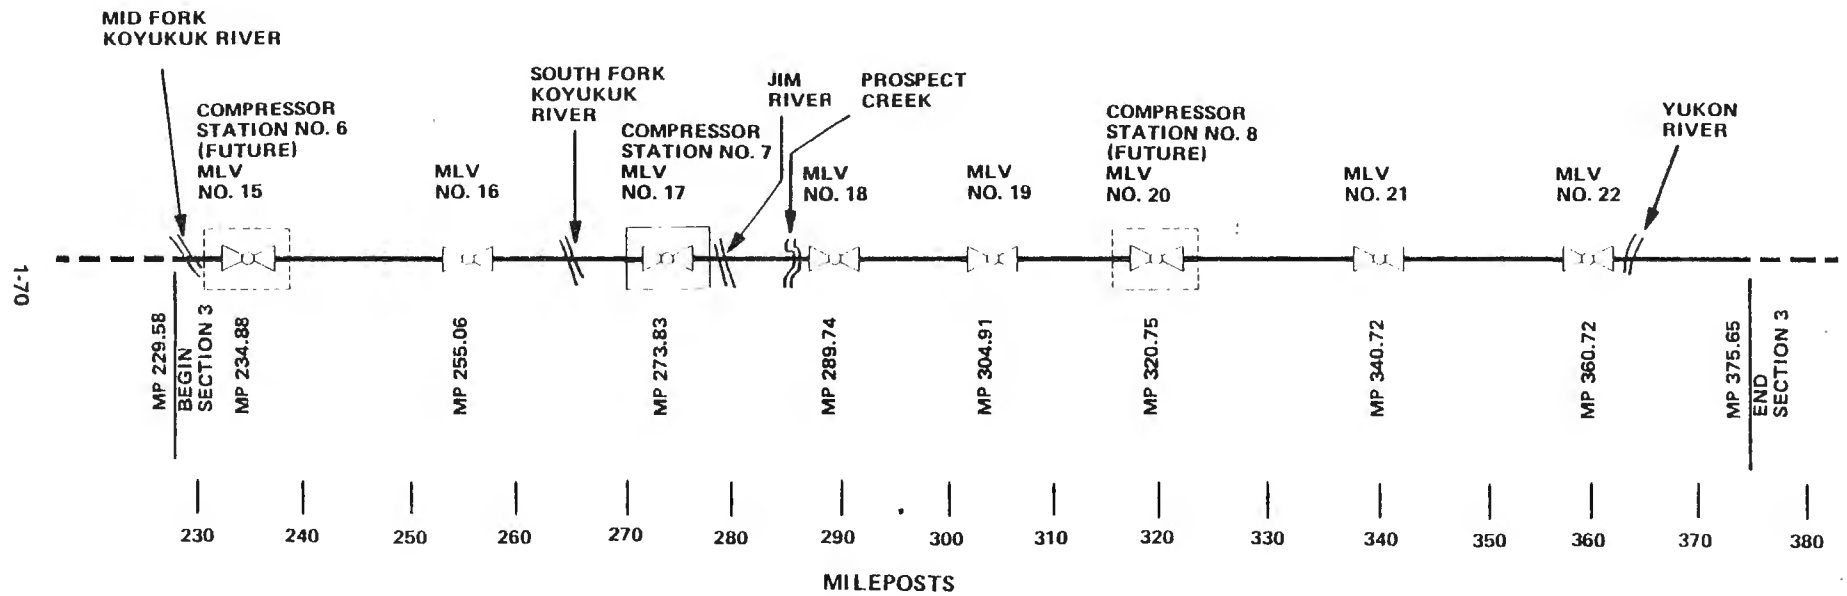 MID FORK
KOYUKUK RIVER
COMPRESSOR
STATION NO. 6
(FUTURE)
MLV
NO. 15
MLV
NO. 16
SOUTH FORK
KOYUKUK
RIVER
COMPRESSOR
STATION NO. 7
MLV
NO. 17
JIM
RIVER
PROSPECT
CREEK
MLV
NO. 18
MLV
NO. 19
COMPRESSOR
STATION NO. 8
(FUTURE)
MLV
NO. 20
MLV
NO. 21
MLV
NO. 22
YUKON
RIVER
1-70
MP 229.58
BEGIN
SECTION 3
MP 234.88
MP 255.06
MP 273.83
MP 289.74
MP 304.91
MP 320.75
MP 340.72
MP 360.72
MP 375.65
END
SECTION 3
230 240 250 260 270 280 290 300 310 320 330 340 350 360 370 380
MILEPOSTS